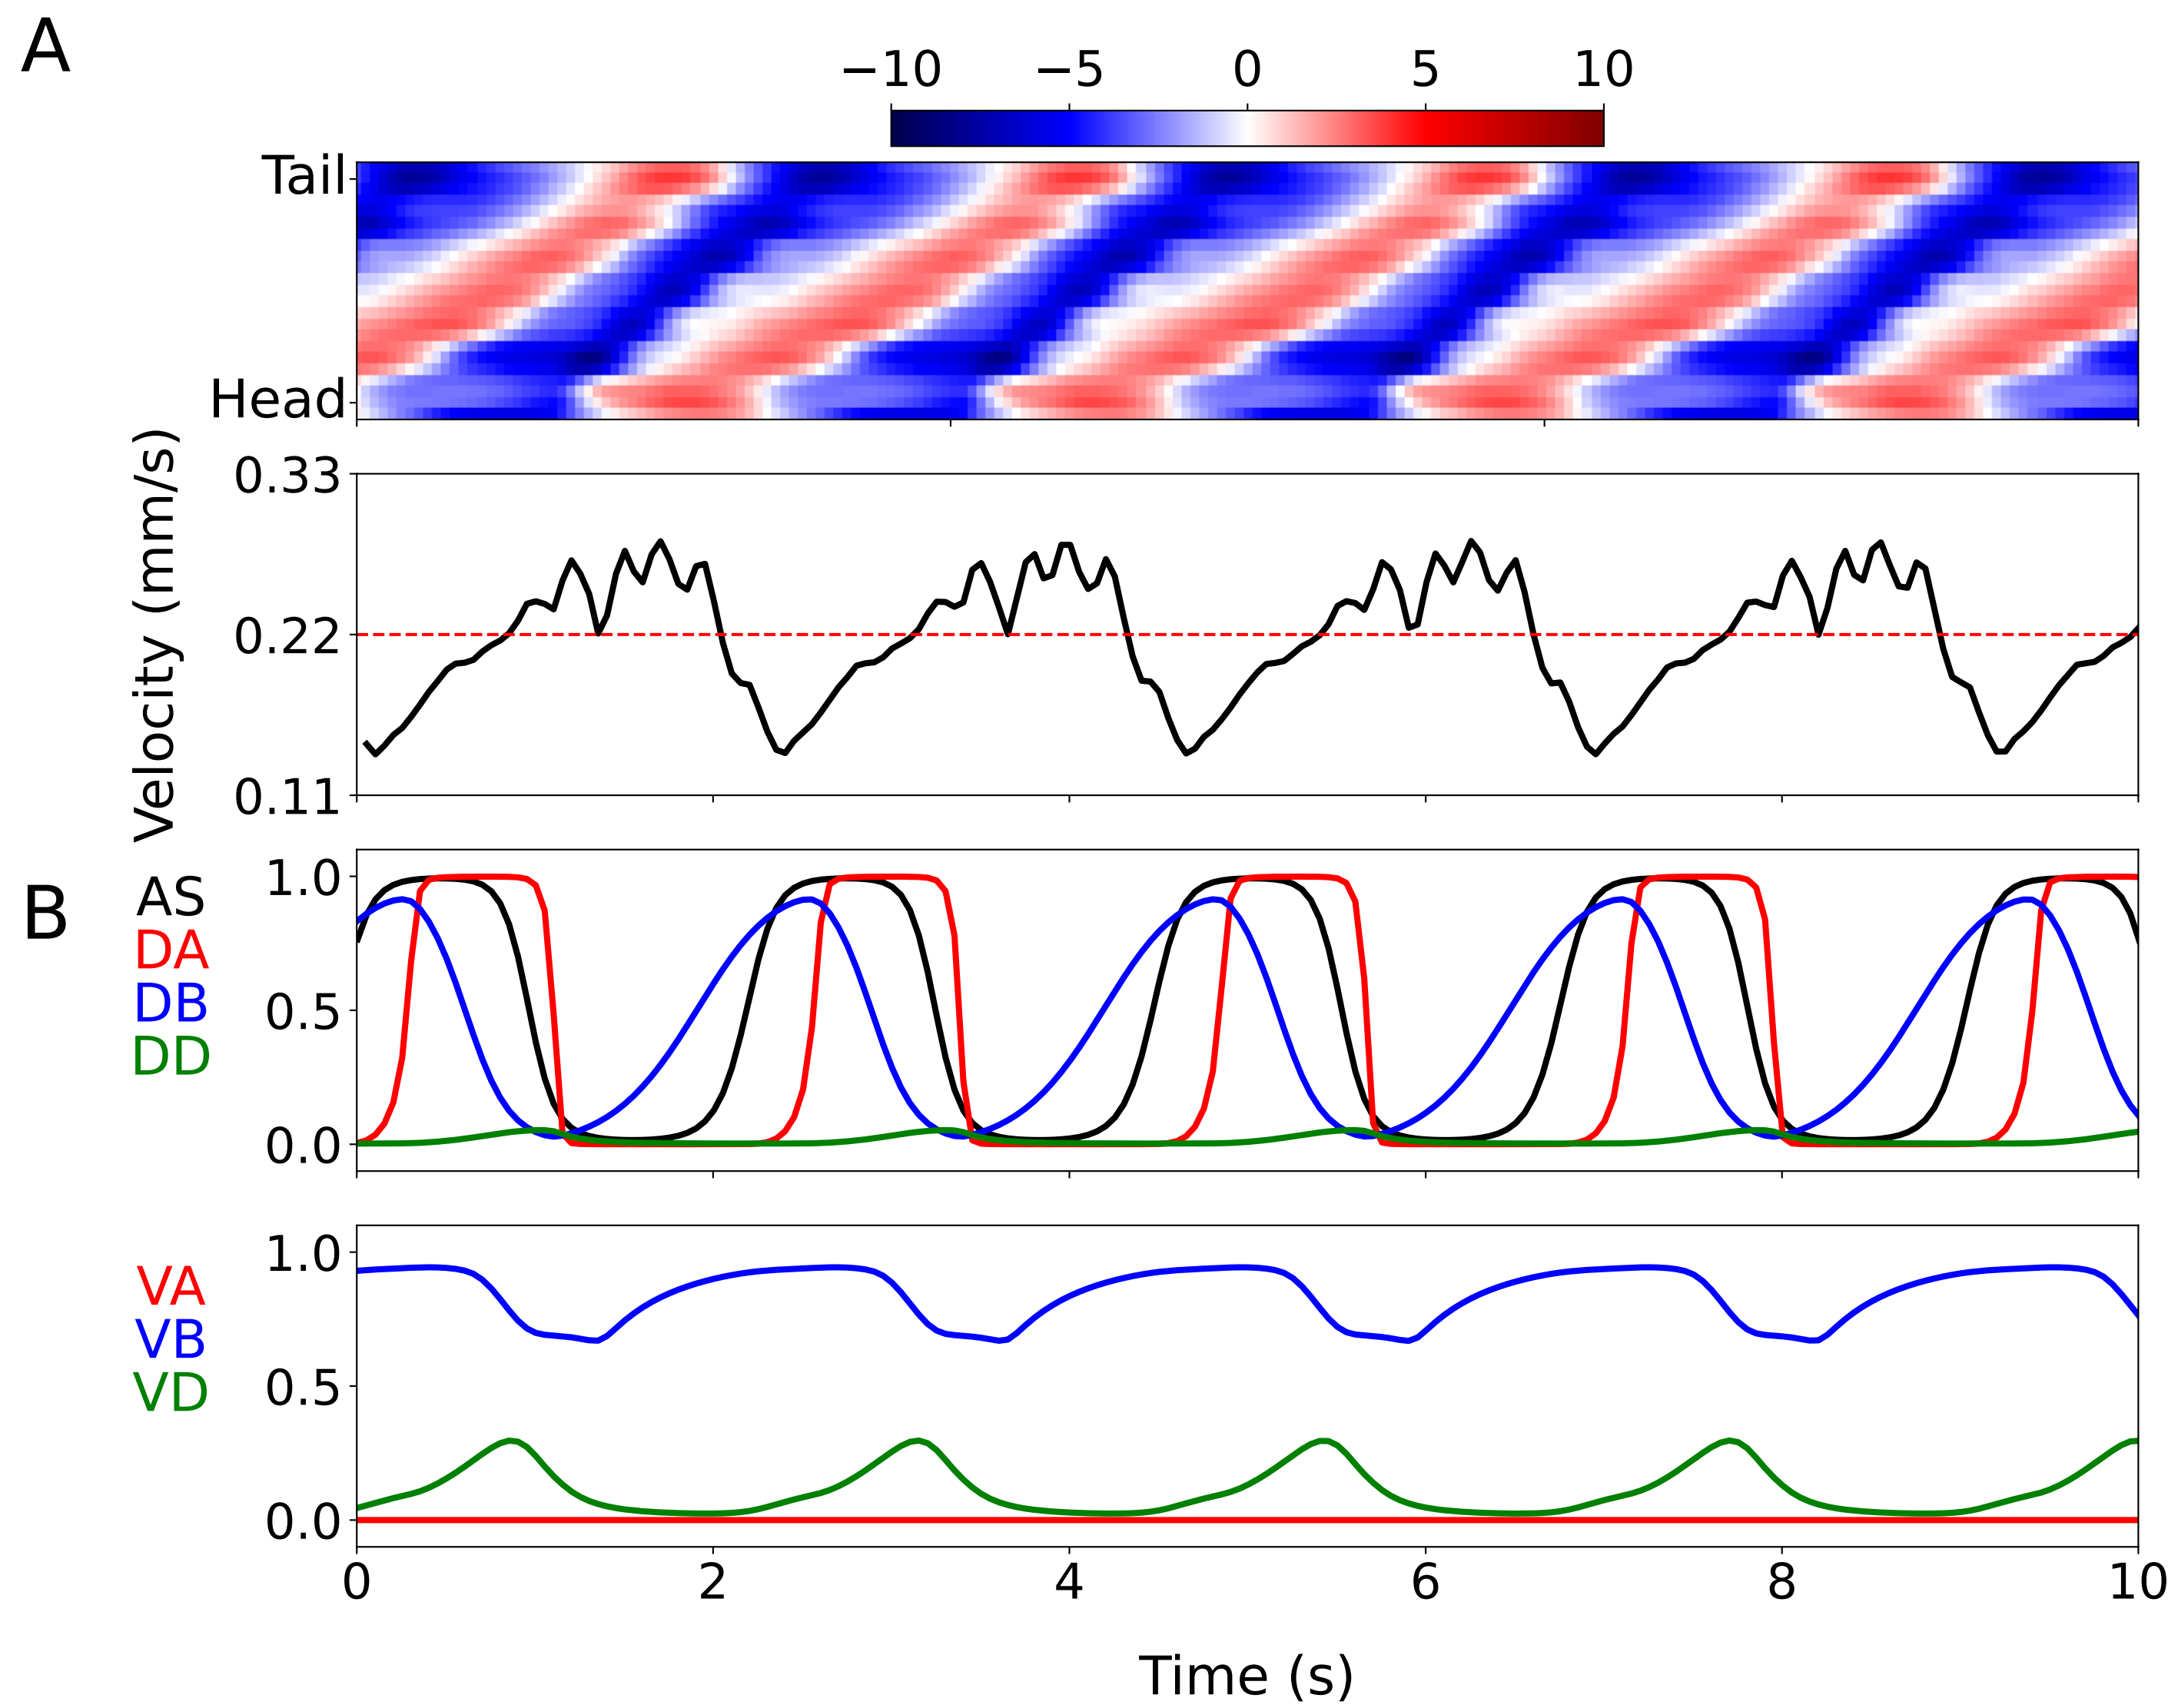 A
−10 −5 0 5 10
Tail
Head
Velocity (mm/s)
0.33
0.22
0.11
B
AS
DA
DB
DD
1.0
0.5
0.0
VA
VB
VD
1.0
0.5
0.0
0 2 4 6 8 10
Time (s)